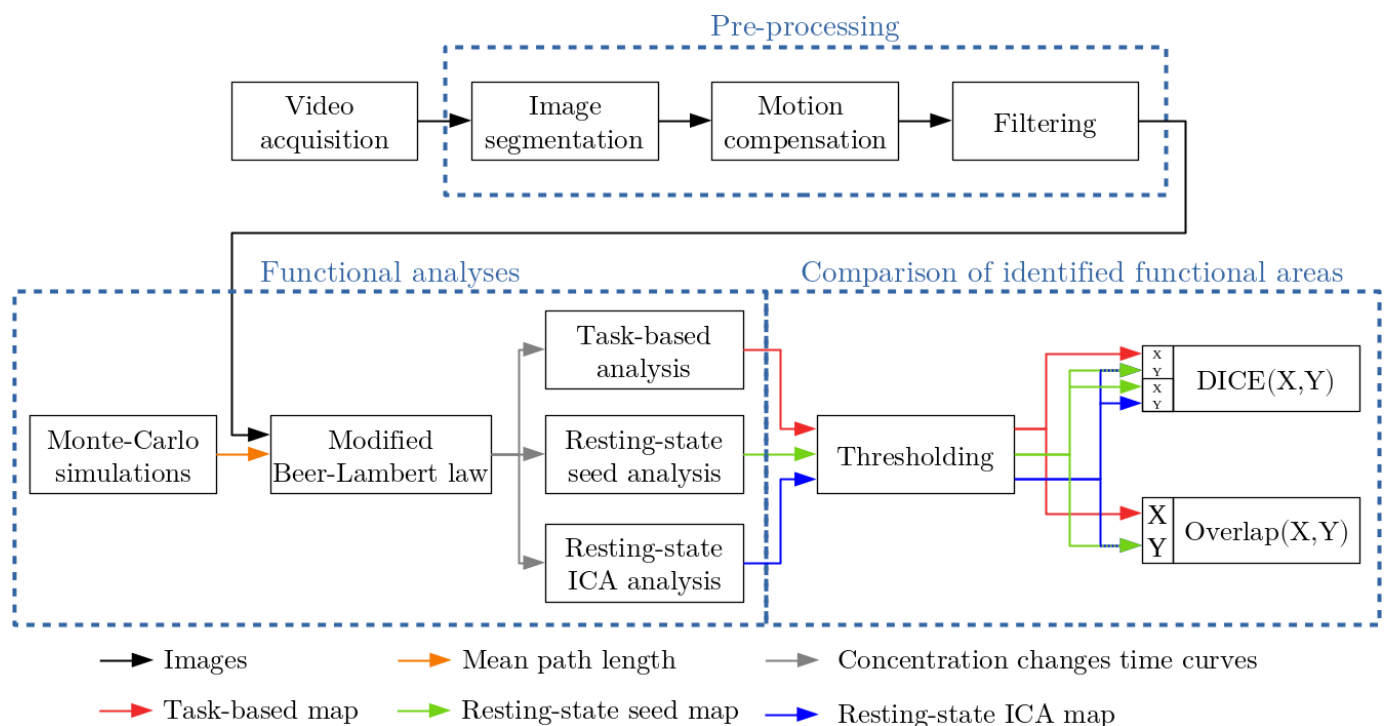 Pre-processing
Video
acquisition
Image
segmentation
Motion
compensation
Filtering
Functional analyses
Comparison of identified functional areas
Monte-Carlo
simulations
Modified
Beer-Lambert law
Task-based
analysis
Resting-state
seed analysis
Resting-state
ICA analysis
Thresholding
X
Y
X
Y
DICE(X,Y)
X
Y
Overlap(X,Y)
Images
Mean path length
Concentration changes time curves
Task-based map
Resting-state seed map
Resting-state ICA map